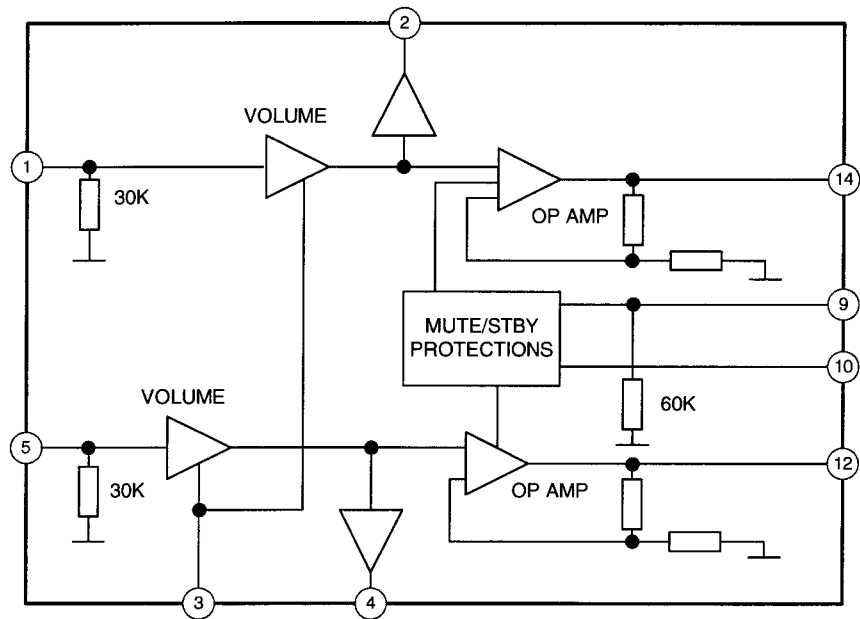 2
VOLUME
1
30K
14
OP AMP
9
MUTE/STBY
PROTECTIONS
10
VOLUME
60K
5
12
30K
OP AMP
3
4